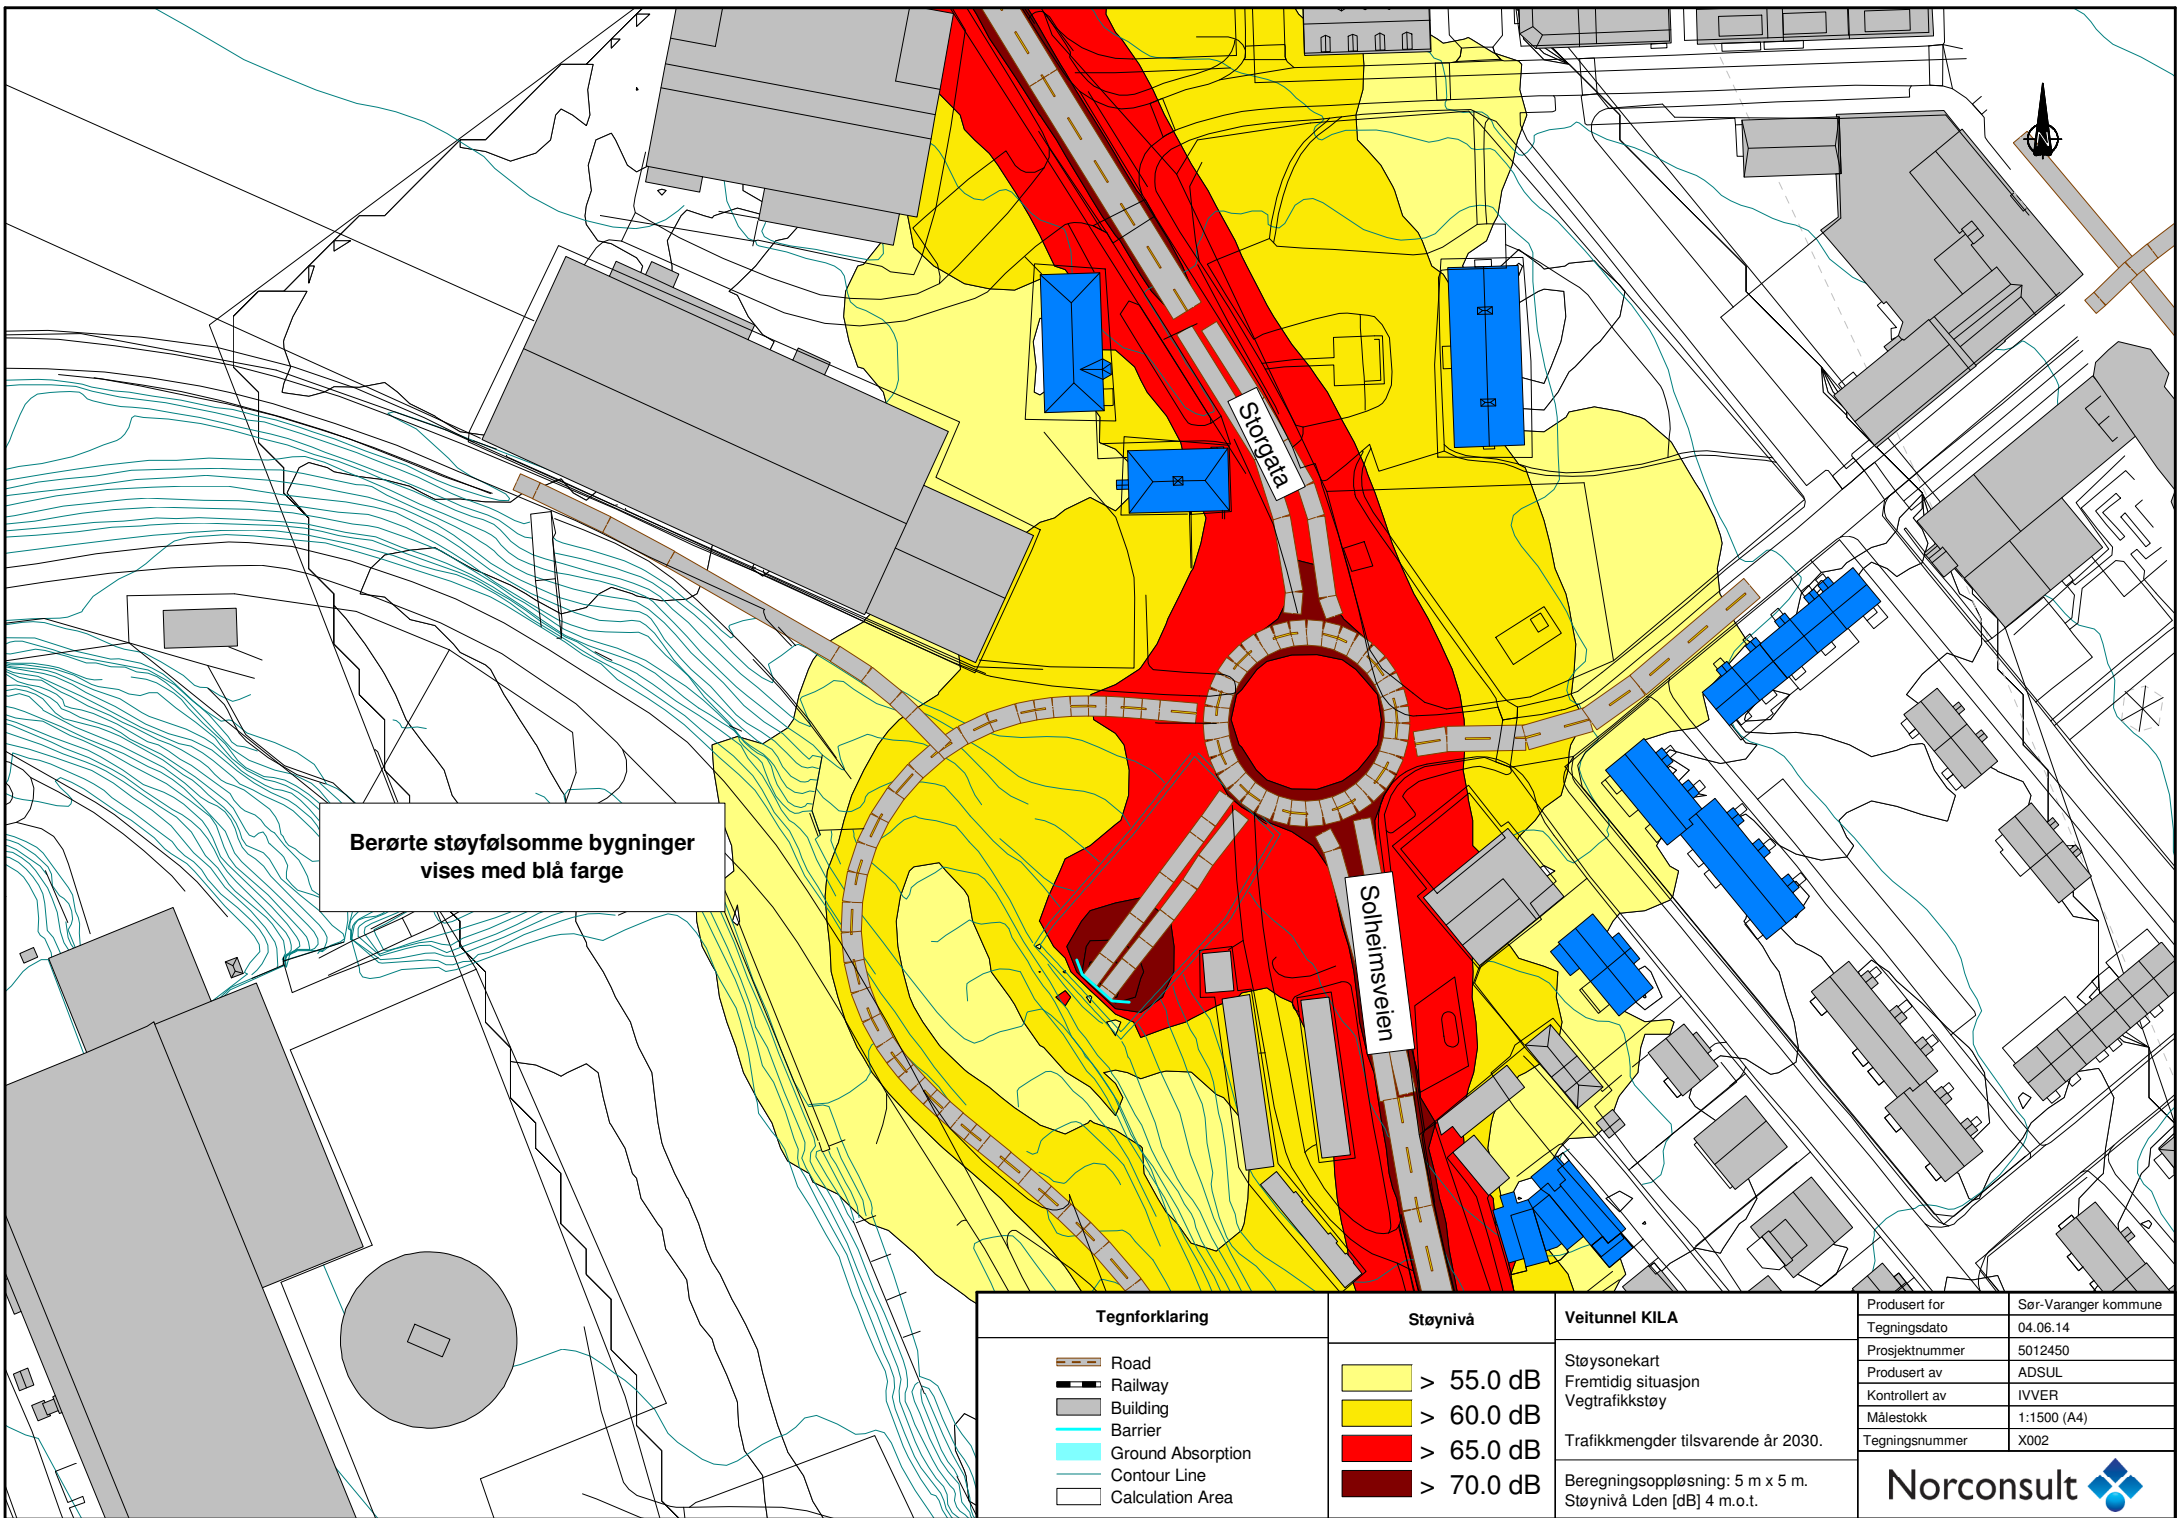 N
Storgata
Berørte støyfølsomme bygninger
vises med blå farge
Solheimsveien
Tegnforklaring
Road
Railway
Building
Barrier
Ground Absorption
Contour Line
Calculation Area
Støynivå
> 55.0 dB
> 60.0 dB
> 65.0 dB
> 70.0 dB
Veitunnel KILA
Støysonekart
Fremtidig situasjon
Vegtrafikkstøy
Trafikkmengder tilsvarende år 2030.
Beregningsoppløsning: 5 m x 5 m.
Støynivå Lden [dB] 4 m.o.t.
Produsert for Sør-Varanger kommune
Tegningsdato 04.06.14
Prosjektnummer 5012450
Produsert av ADSUL
Kontrollert av IVVER
Målestokk 1:1500 (A4)
Tegningsnummer X002
Norconsult